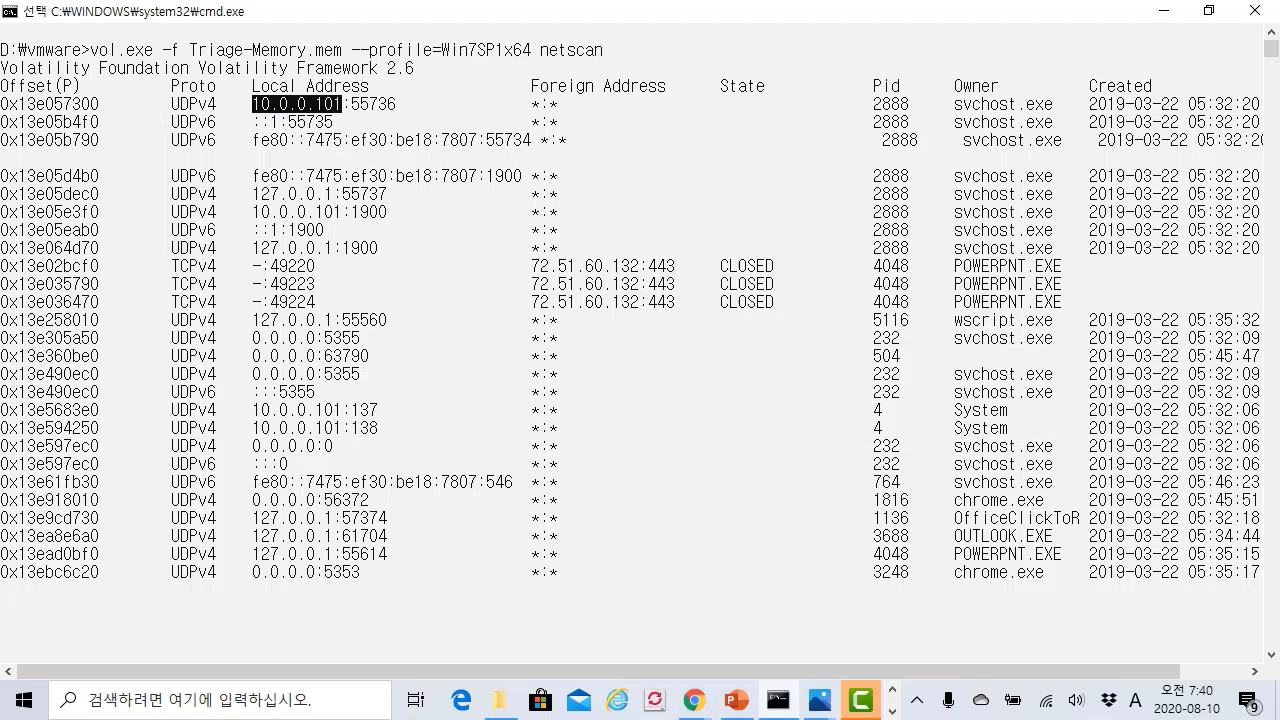 선택 C:₩WINDOWS₩system32₩cmd.exe
D:₩vmware>vol.exe -f Triage-Memory.mem --profile=Win7SP1x64 netscan
Volatility Foundation Volatility Framework 2.6
Offset(P) Proto Local Address Foreign Address State Pid Owner Created
0x13e057300 UDPv4 10.0.0.101:55736 *:* 2888 svchost.exe 2019-03-22 05:32:20
0x13e05b4f0 UDPv6 ::1:55735 *:* 2888 svchost.exe 2019-03-22 05:32:20
0x13e05b790 UDPv6 fe80::7475:ef30:be18:7807:55734 *:* 2888 svchost.exe 2019-03-22 05:32:20
0x13e05d4b0 UDPv6 fe80::7475:ef30:be18:7807:1900 *:* 2888 svchost.exe 2019-03-22 05:32:20
0x13e05dec0 UDPv4 127.0.0.1:55737 *:* 2888 svchost.exe 2019-03-22 05:32:20
0x13e05e3f0 UDPv4 10.0.0.101:1900 *:* 2888 svchost.exe 2019-03-22 05:32:20
0x13e05eab0 UDPv6 ::1:1900 *:* 2888 svchost.exe 2019-03-22 05:32:20
0x13e064d70 UDPv4 127.0.0.1:1900 *:* 2888 svchost.exe 2019-03-22 05:32:20
0x13e02bcf0 TCPv4 -:49220 72.51.60.132:443 CLOSED 4048 POWERPNT.EXE
0x13e035790 TCPv4 -:49223 72.51.60.132:443 CLOSED 4048 POWERPNT.EXE
0x13e036470 TCPv4 -:49224 72.51.60.132:443 CLOSED 4048 POWERPNT.EXE
0x13e258010 UDPv4 127.0.0.1:55560 *:* 5116 wscript.exe 2019-03-22 05:35:32
0x13e305a50 UDPv4 0.0.0.0:5355 *:* 232 svchost.exe 2019-03-22 05:32:09
0x13e360be0 UDPv4 0.0.0.0:63790 *:* 504 2019-03-22 05:45:47
0x13e490ec0 UDPv4 0.0.0.0:5355 *:* 232 svchost.exe 2019-03-22 05:32:09
0x13e490ec0 UDPv6 :::5355 *:* 232 svchost.exe 2019-03-22 05:32:09
0x13e5683e0 UDPv4 10.0.0.101:137 *:* 4 System 2019-03-22 05:32:06
0x13e594250 UDPv4 10.0.0.101:138 *:* 4 System 2019-03-22 05:32:06
0x13e597ec0 UDPv4 0.0.0.0:0 *:* 232 svchost.exe 2019-03-22 05:32:06
0x13e597ec0 UDPv6 :::0 *:* 232 svchost.exe 2019-03-22 05:32:06
0x13e61fb30 UDPv6 fe80::7475:ef30:be18:7807:546 *:* 764 svchost.exe 2019-03-22 05:46:23
0x13e918010 UDPv4 0.0.0.0:56372 *:* 1816 chrome.exe 2019-03-22 05:45:51
0x13e9cd730 UDPv4 127.0.0.1:57374 *:* 1136 OfficeClickToR 2019-03-22 05:32:18
0x13ea8e6a0 UDPv4 127.0.0.1:61704 *:* 3688 OUTLOOK.EXE 2019-03-22 05:34:44
0x13ead0bf0 UDPv4 127.0.0.1:55614 *:* 4048 POWERPNT.EXE 2019-03-22 05:35:15
0x13ebc6c20 UDPv4 0.0.0.0:5353 *:* 3248 chrome.exe 2019-03-22 05:35:17
검색하려면 여기에 입력하십시오.
A
오전 7:40
2020-08-10
9